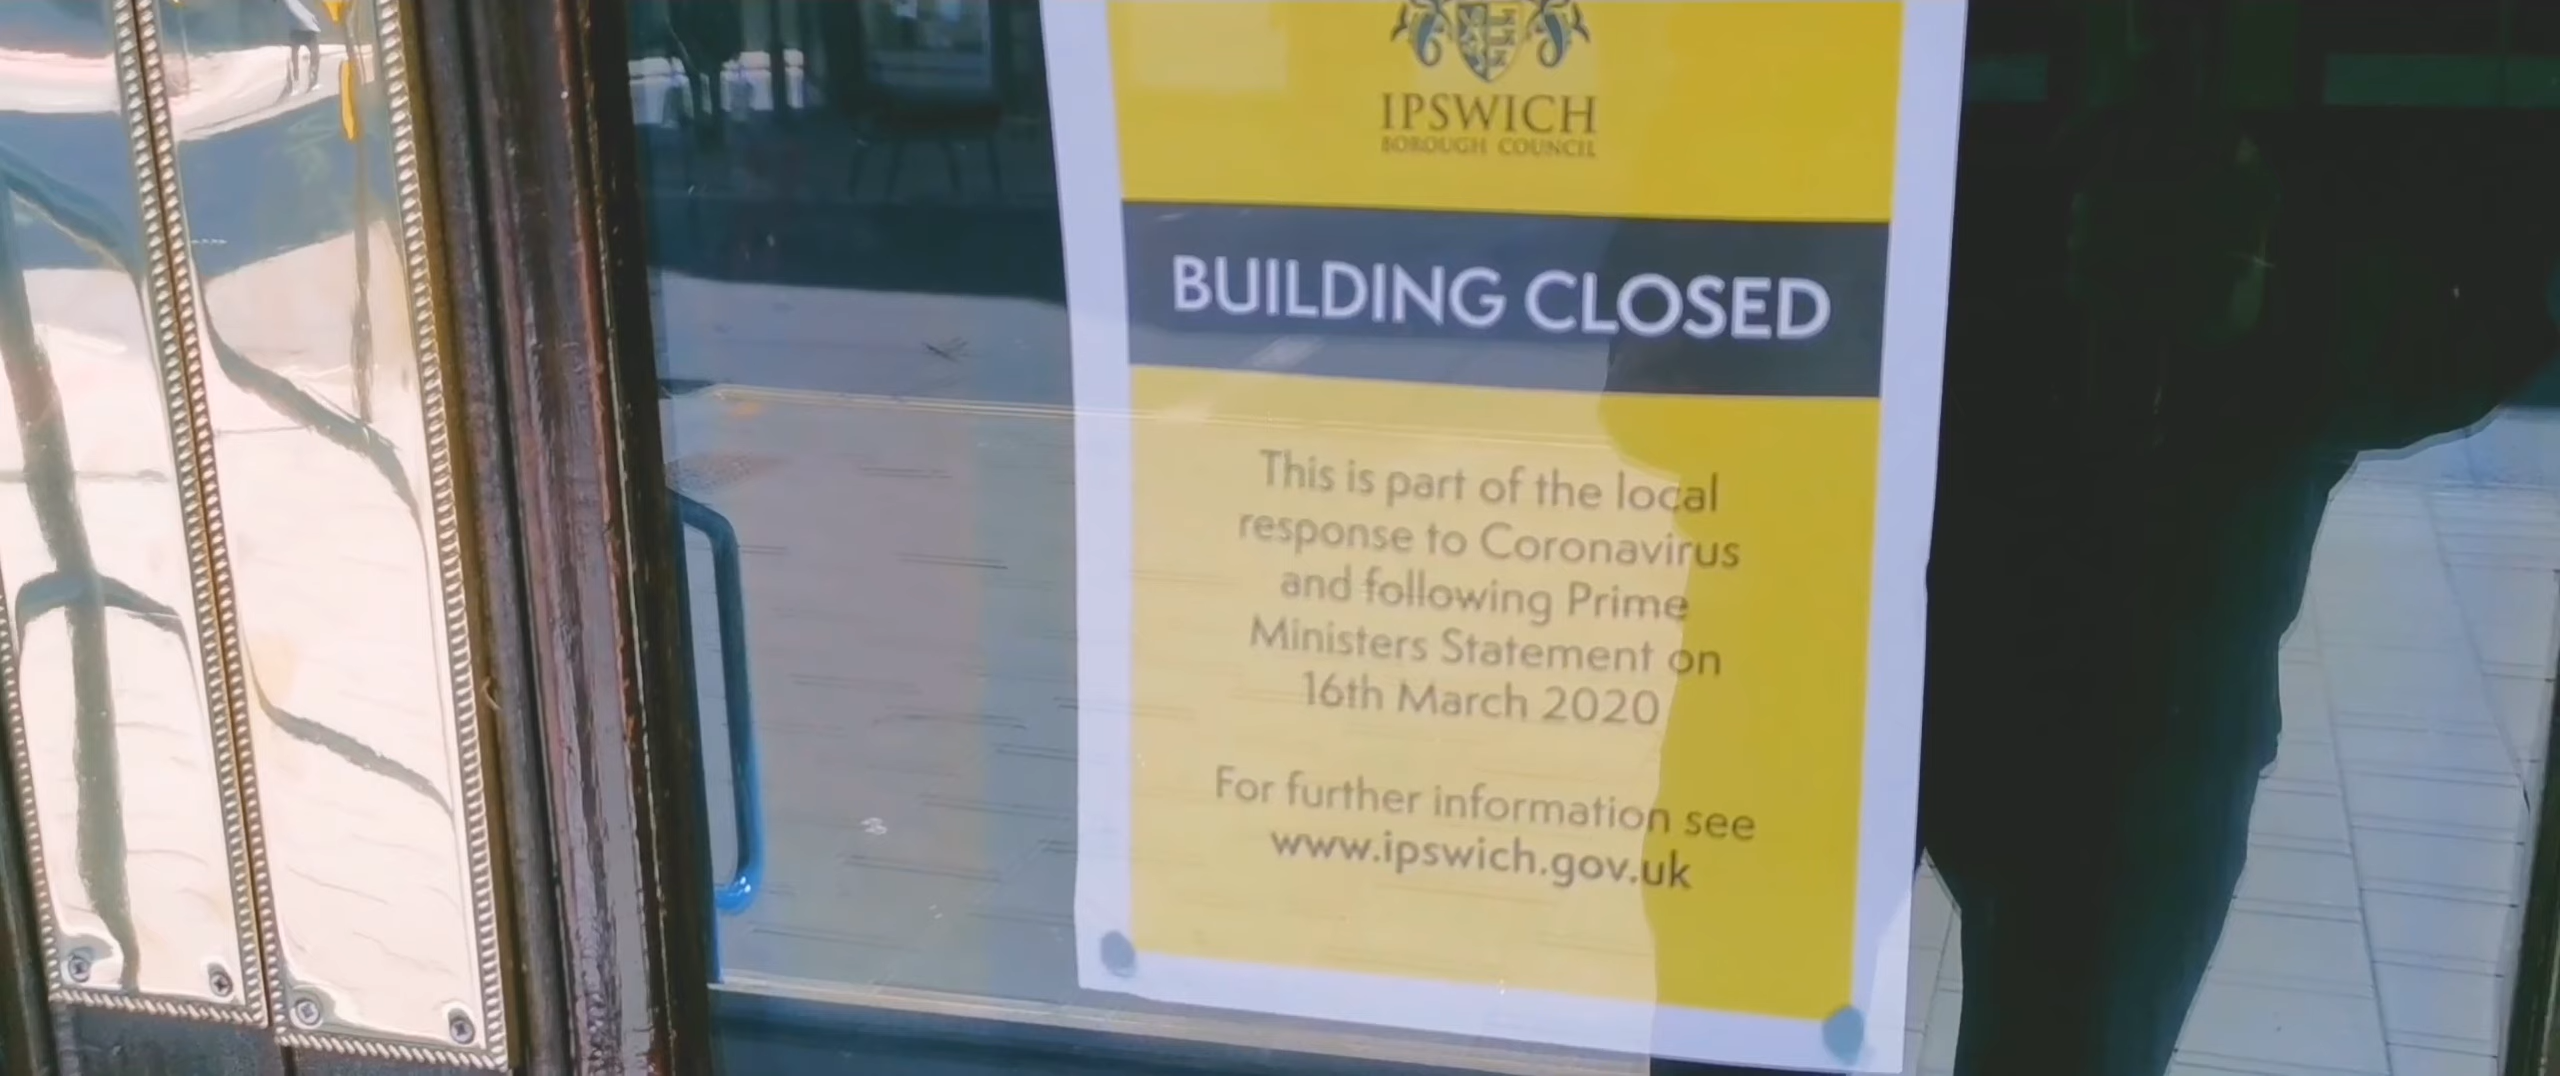 IPSWICH
BOROUGH COUNCIL
BUILDING CLOSED
This is part of the local
response to Coronavirus
and following Prime
Ministers Statement on
16th March 2020
For further information see
www.ipswich.gov.uk